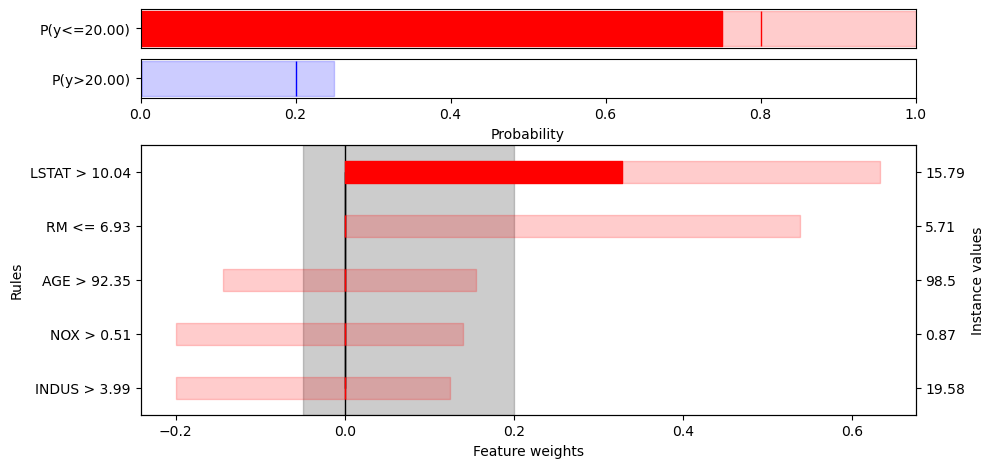 P(y<=20.00)
P(y>20.00)
0.0 0.2 0.4 0.6 0.8 1.0
Probability
LSTAT > 10.04 15.79
RM <= 6.93 5.71
AGE > 92.35 98.5
NOX > 0.51 0.87
INDUS > 3.99 19.58
Rules
Instance values
−0.2 0.0 0.2 0.4 0.6
Feature weights